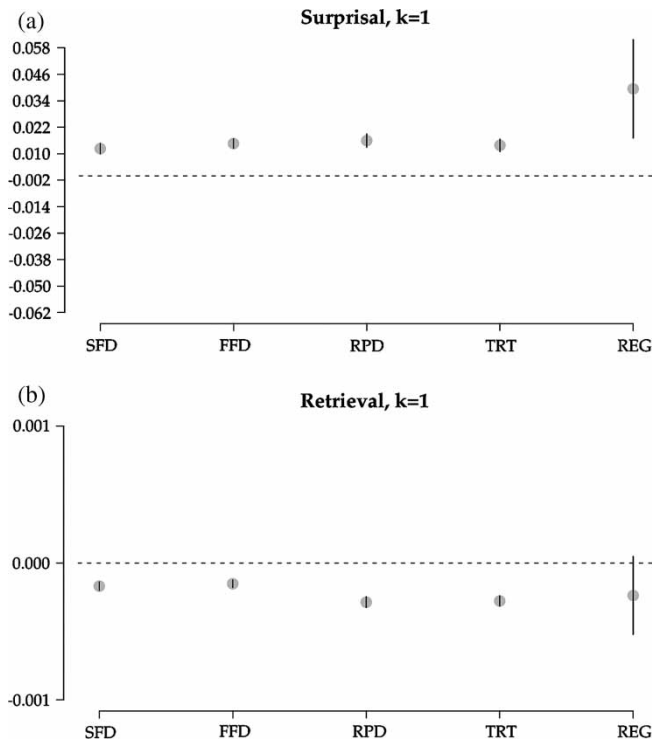 (a)
Surprisal, k=1
0.058
0.046
0.034
0.022
0.010
-0.002
-0.014
-0.026
-0.038
-0.050
-0.062
SFD FFD RPD TRT REG
(b)
Retrieval, k=1
0.001
0.000
-0.001
SFD FFD RPD TRT REG